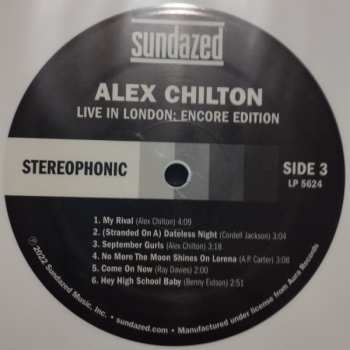 sundazed
ALEX CHILTON
LIVE IN LONDON: ENCORE EDITION
STEREOPHONIC
SIDE 3
LP 5624
1. My Rival (Alex Chilton) 4:09
2. (Stranded On A) Dateless Night (Cordell Jackson) 3:04
3. September Gurls (Alex Chilton) 3:18
4. No More The Moon Shines On Lorena (A.P. Carter) 3:08
5. Come On Now (Ray Davies) 2:00
6. Hey High School Baby (Benny Eidson) 2:51
℗ 2022 Sundazed Music, Inc. • sundazed.com • Manufactured under license from Aura Records